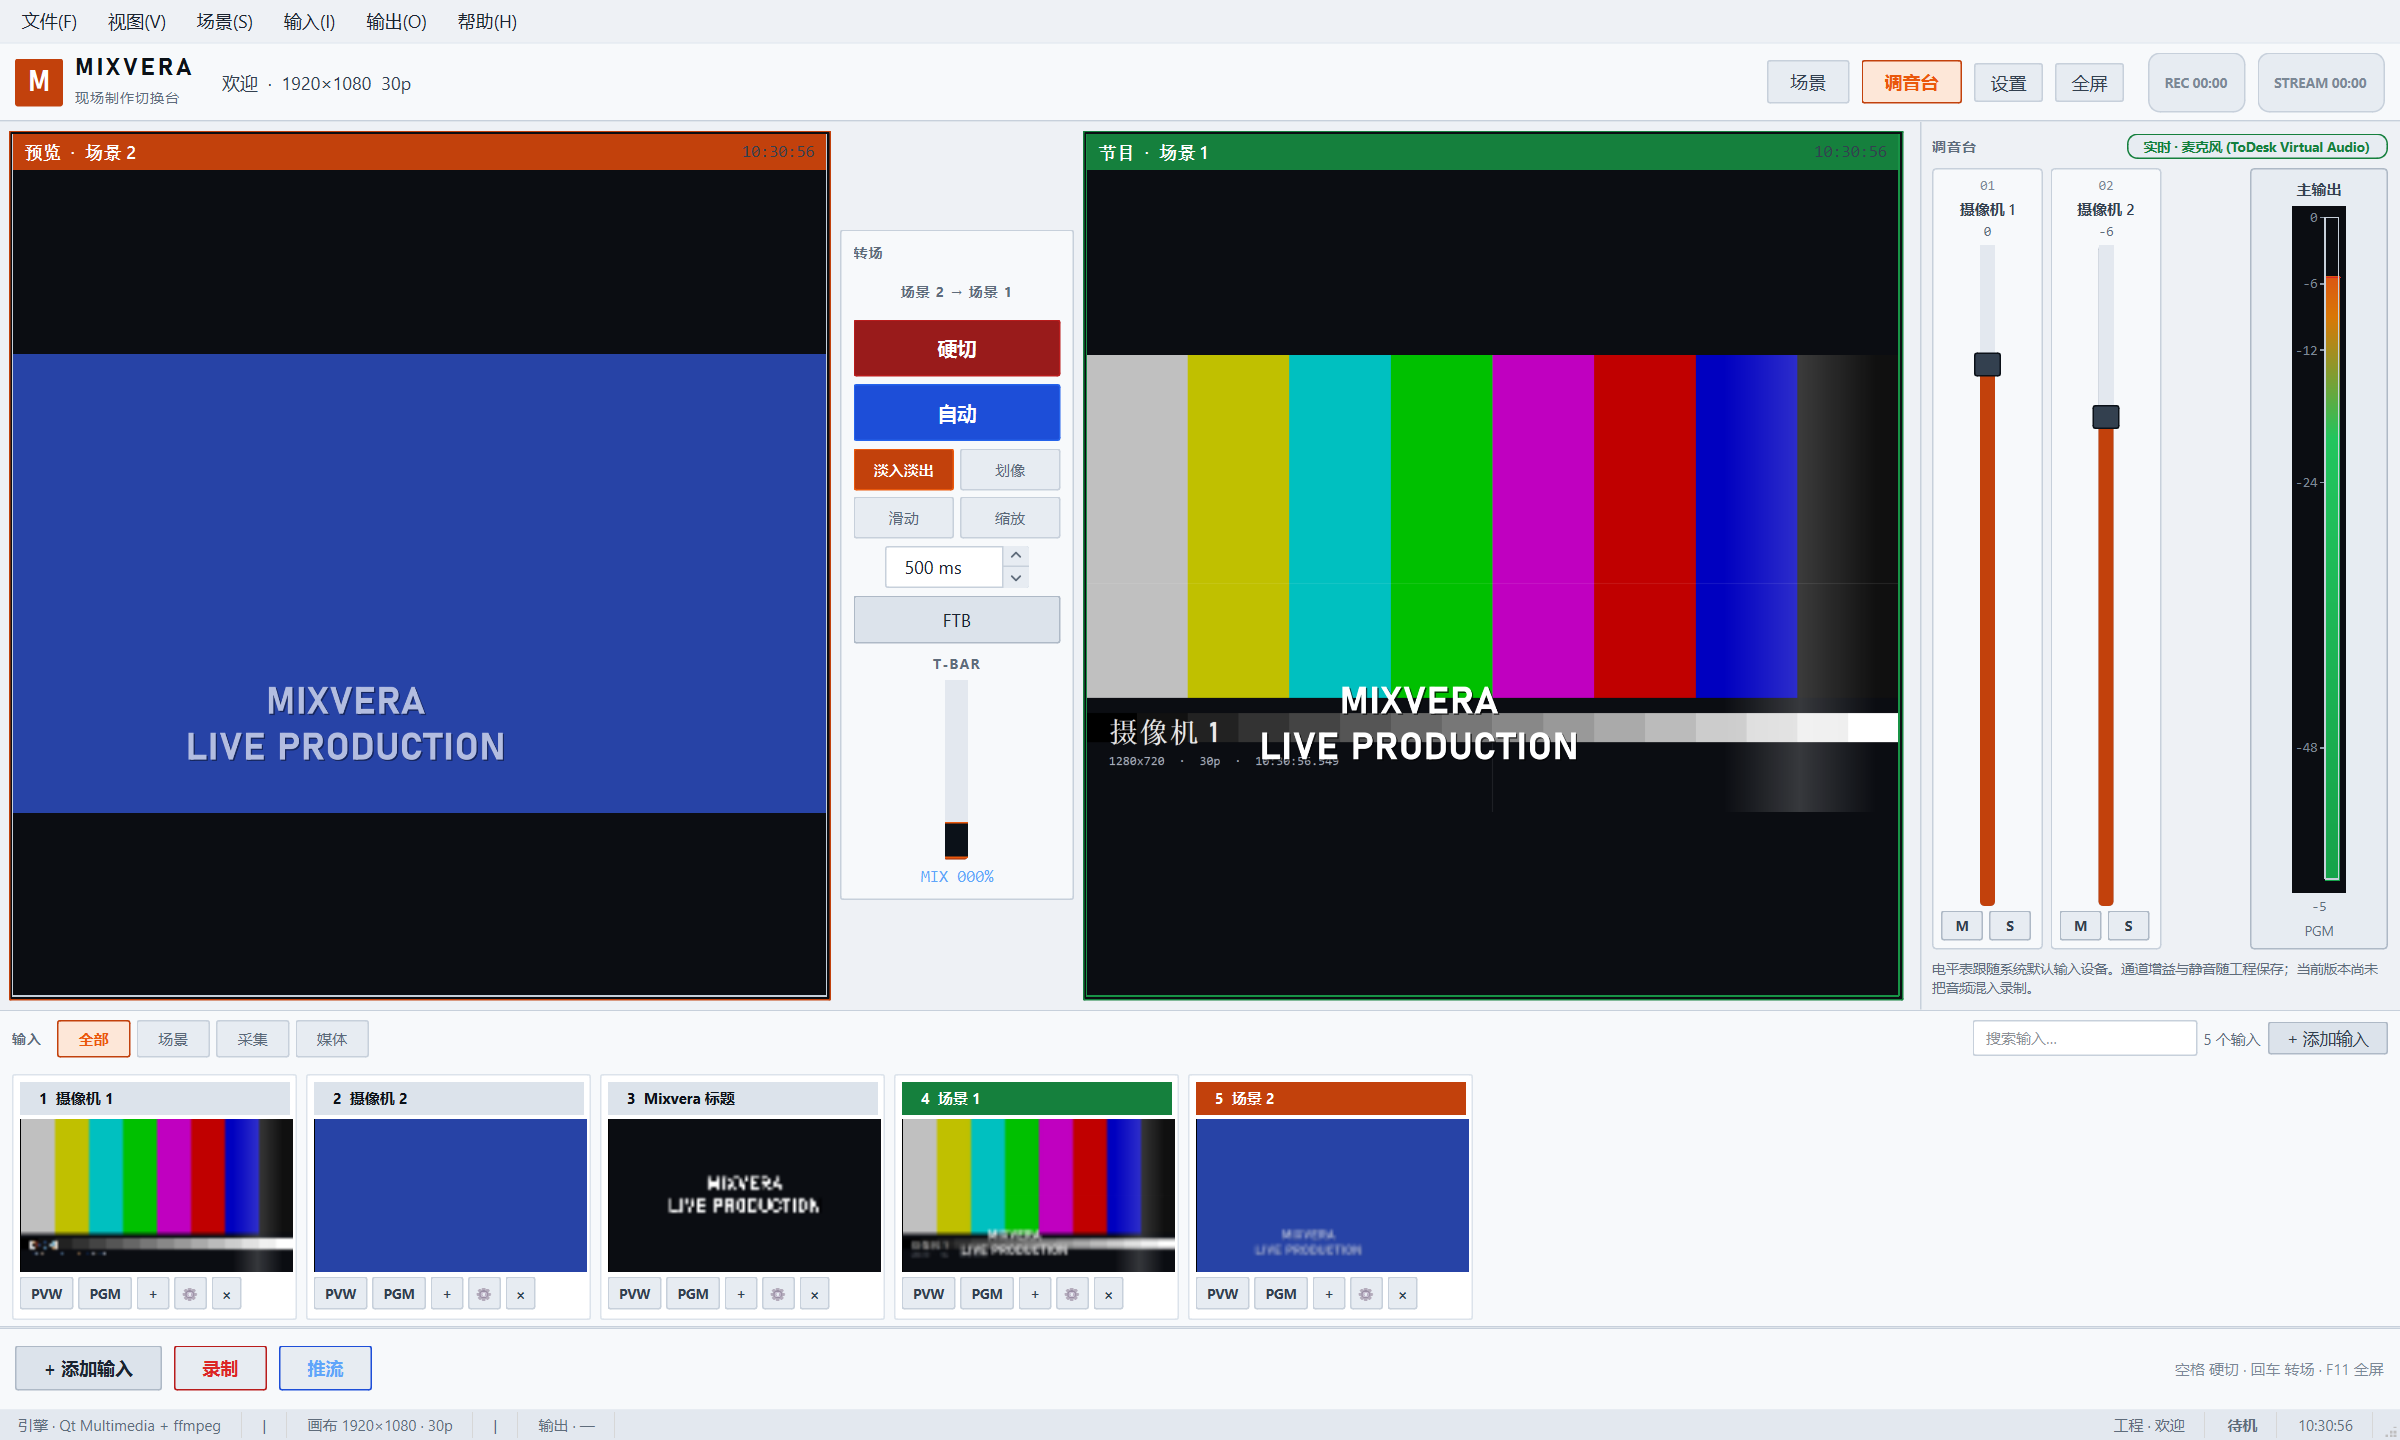 文件(F) 视图(V) 场景(S) 输入(I) 输出(O) 帮助(H)
M
MIXVERA
现场制作切换台
欢迎 · 1920×1080 30p
场景 调音台 设置 全屏 REC 00:00 STREAM 00:00
预览 · 场景 2 10:30:56
MIXVERA
LIVE PRODUCTION
转场
场景 2 → 场景 1
硬切
自动
淡入淡出 划像
滑动 缩放
500 ms
FTB
T-BAR
MIX 000%
节目 · 场景 1 10:30:56
摄像机 1
1280x720 · 30p ·
MIXVERA
LIVE PRODUCTION
调音台 实时 · 麦克风 (ToDesk Virtual Audio)
01
摄像机 1
0
M S
02
摄像机 2
-6
M S
主输出
0
-6
-12
-24
-48
-5
PGM
电平表跟随系统默认输入设备。通道增益与静音随工程保存；当前版本尚未
把音频混入录制。
输入 全部 场景 采集 媒体 搜索输入... 5 个输入 + 添加输入
1 摄像机 1
PVW PGM + ×
2 摄像机 2
PVW PGM + ×
3 Mixvera 标题
MIXVERA
LIVE PRODUCTION
PVW PGM + ×
4 场景 1
MIXVERA
LIVE PRODUCTION
PVW PGM + ×
5 场景 2
MIXVERA
LIVE PRODUCTION
PVW PGM + ×
+ 添加输入 录制 推流 空格 硬切 · 回车 转场 · F11 全屏
引擎 · Qt Multimedia + ffmpeg | 画布 1920×1080 · 30p | 输出 · — 工程 · 欢迎 待机 10:30:56